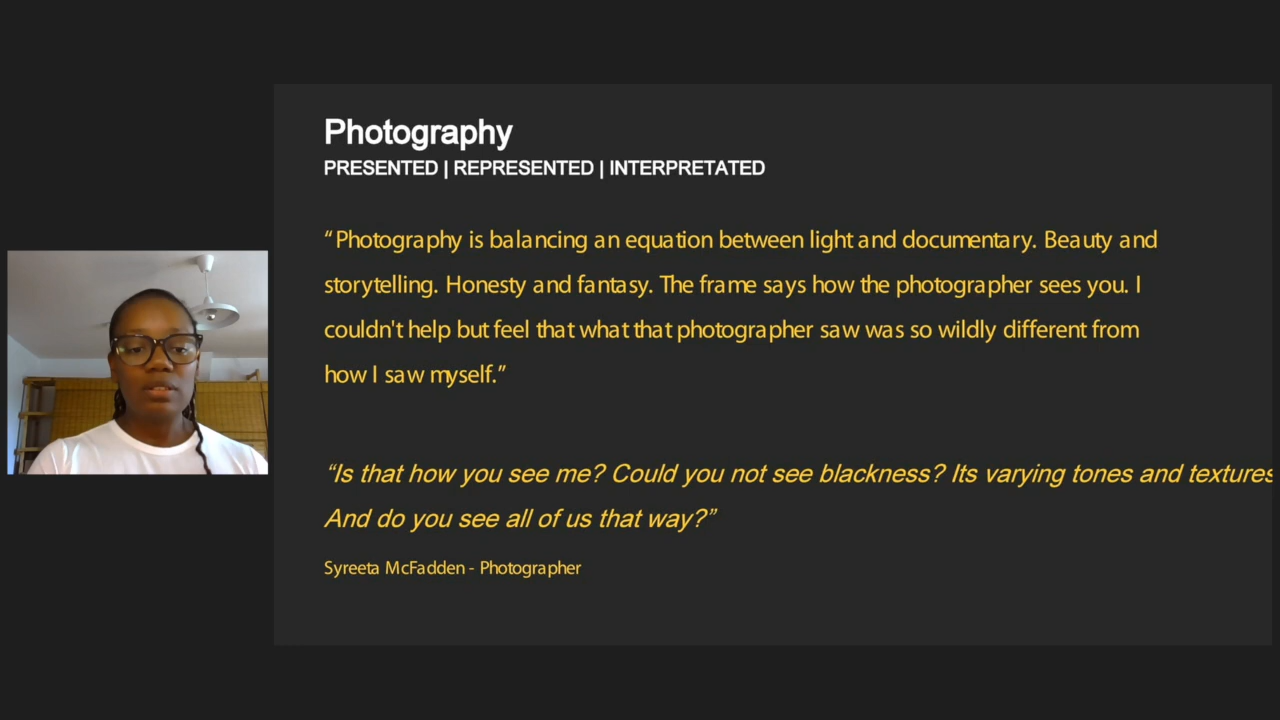 Photography
PRESENTED | REPRESENTED | INTERPRETATED
“Photography is balancing an equation between light and documentary. Beauty and
storytelling. Honesty and fantasy. The frame says how the photographer sees you. I
couldn't help but feel that what that photographer saw was so wildly different from
how I saw myself.”
“Is that how you see me? Could you not see blackness? Its varying tones and textures
And do you see all of us that way?”
Syreeta McFadden - Photographer